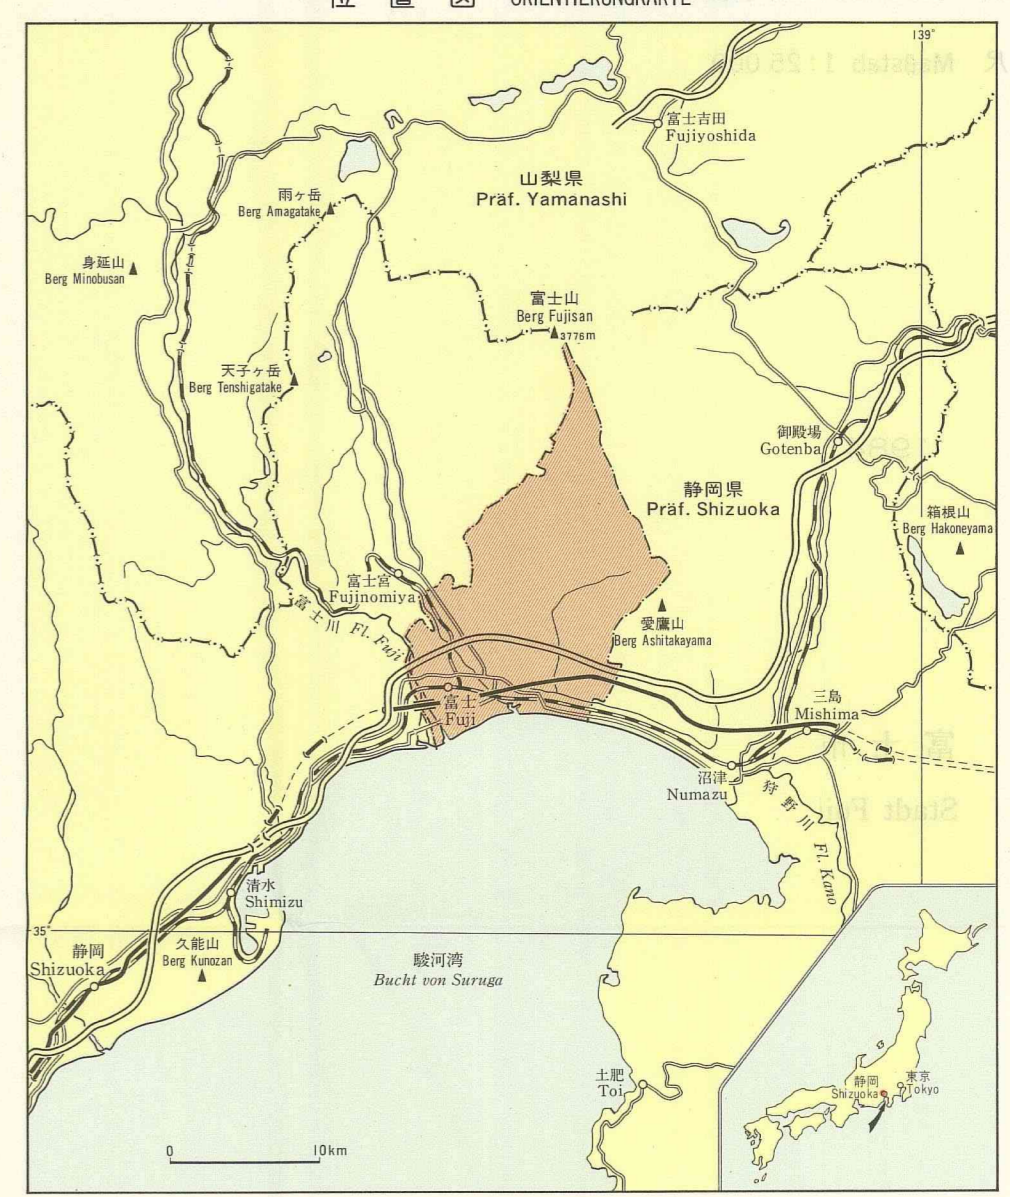 位置図 ORIENTIERUNGKARTE
139°
Maßstab 1:25.0
富士吉田
Fujiyoshida
山梨県
Präf. Yamanashi
雨ヶ岳
Berg Amagatake
身延山
Berg Minobusan
富士山
Berg Fujisan
3776m
天子ヶ岳
Berg Tenshigatake
御殿場
Gotenba
静岡県
Präf. Shizuoka
箱根山
Berg Hakoneyama
富士宮
Fujinomiya
富士川 Fl. Fuji
愛鷹山
Berg Ashitakayama
富士
Fuji
三島
Mishima
沼津
Numazu
狩野川 Fl. Kano
富士
Stadt Fuji
清水
Shimizu
35°
静岡
Shizuoka
久能山
Berg Kunozan
駿河湾
Bucht von Suruga
土肥
Toi
静岡
Shizuoka
東京
Tokyo
0 10km